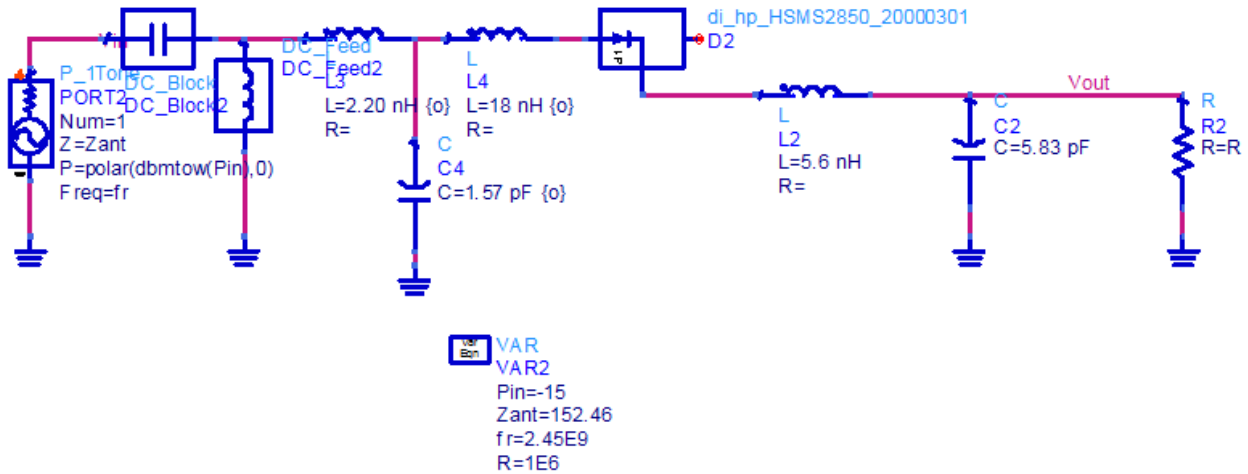 di_hp_HSMS2850_20000301
D2
P_1Tone
PORT2
Num=1
Z=Zant
P=polar(dbmtow(Pin),0)
Freq=fr
DC_Block
DC_Block2
DC_Feed
DC_Feed2
L3
L=2.20 nH {o}
R=
L
L4
L=18 nH {o}
R=
C
C4
C=1.57 pF {o}
L
L2
L=5.6 nH
R=
Vout
C
C2
C=5.83 pF
R
R2
R=R
Var
Eqn
VAR
VAR2
Pin=-15
Zant=152.46
fr=2.45E9
R=1E6